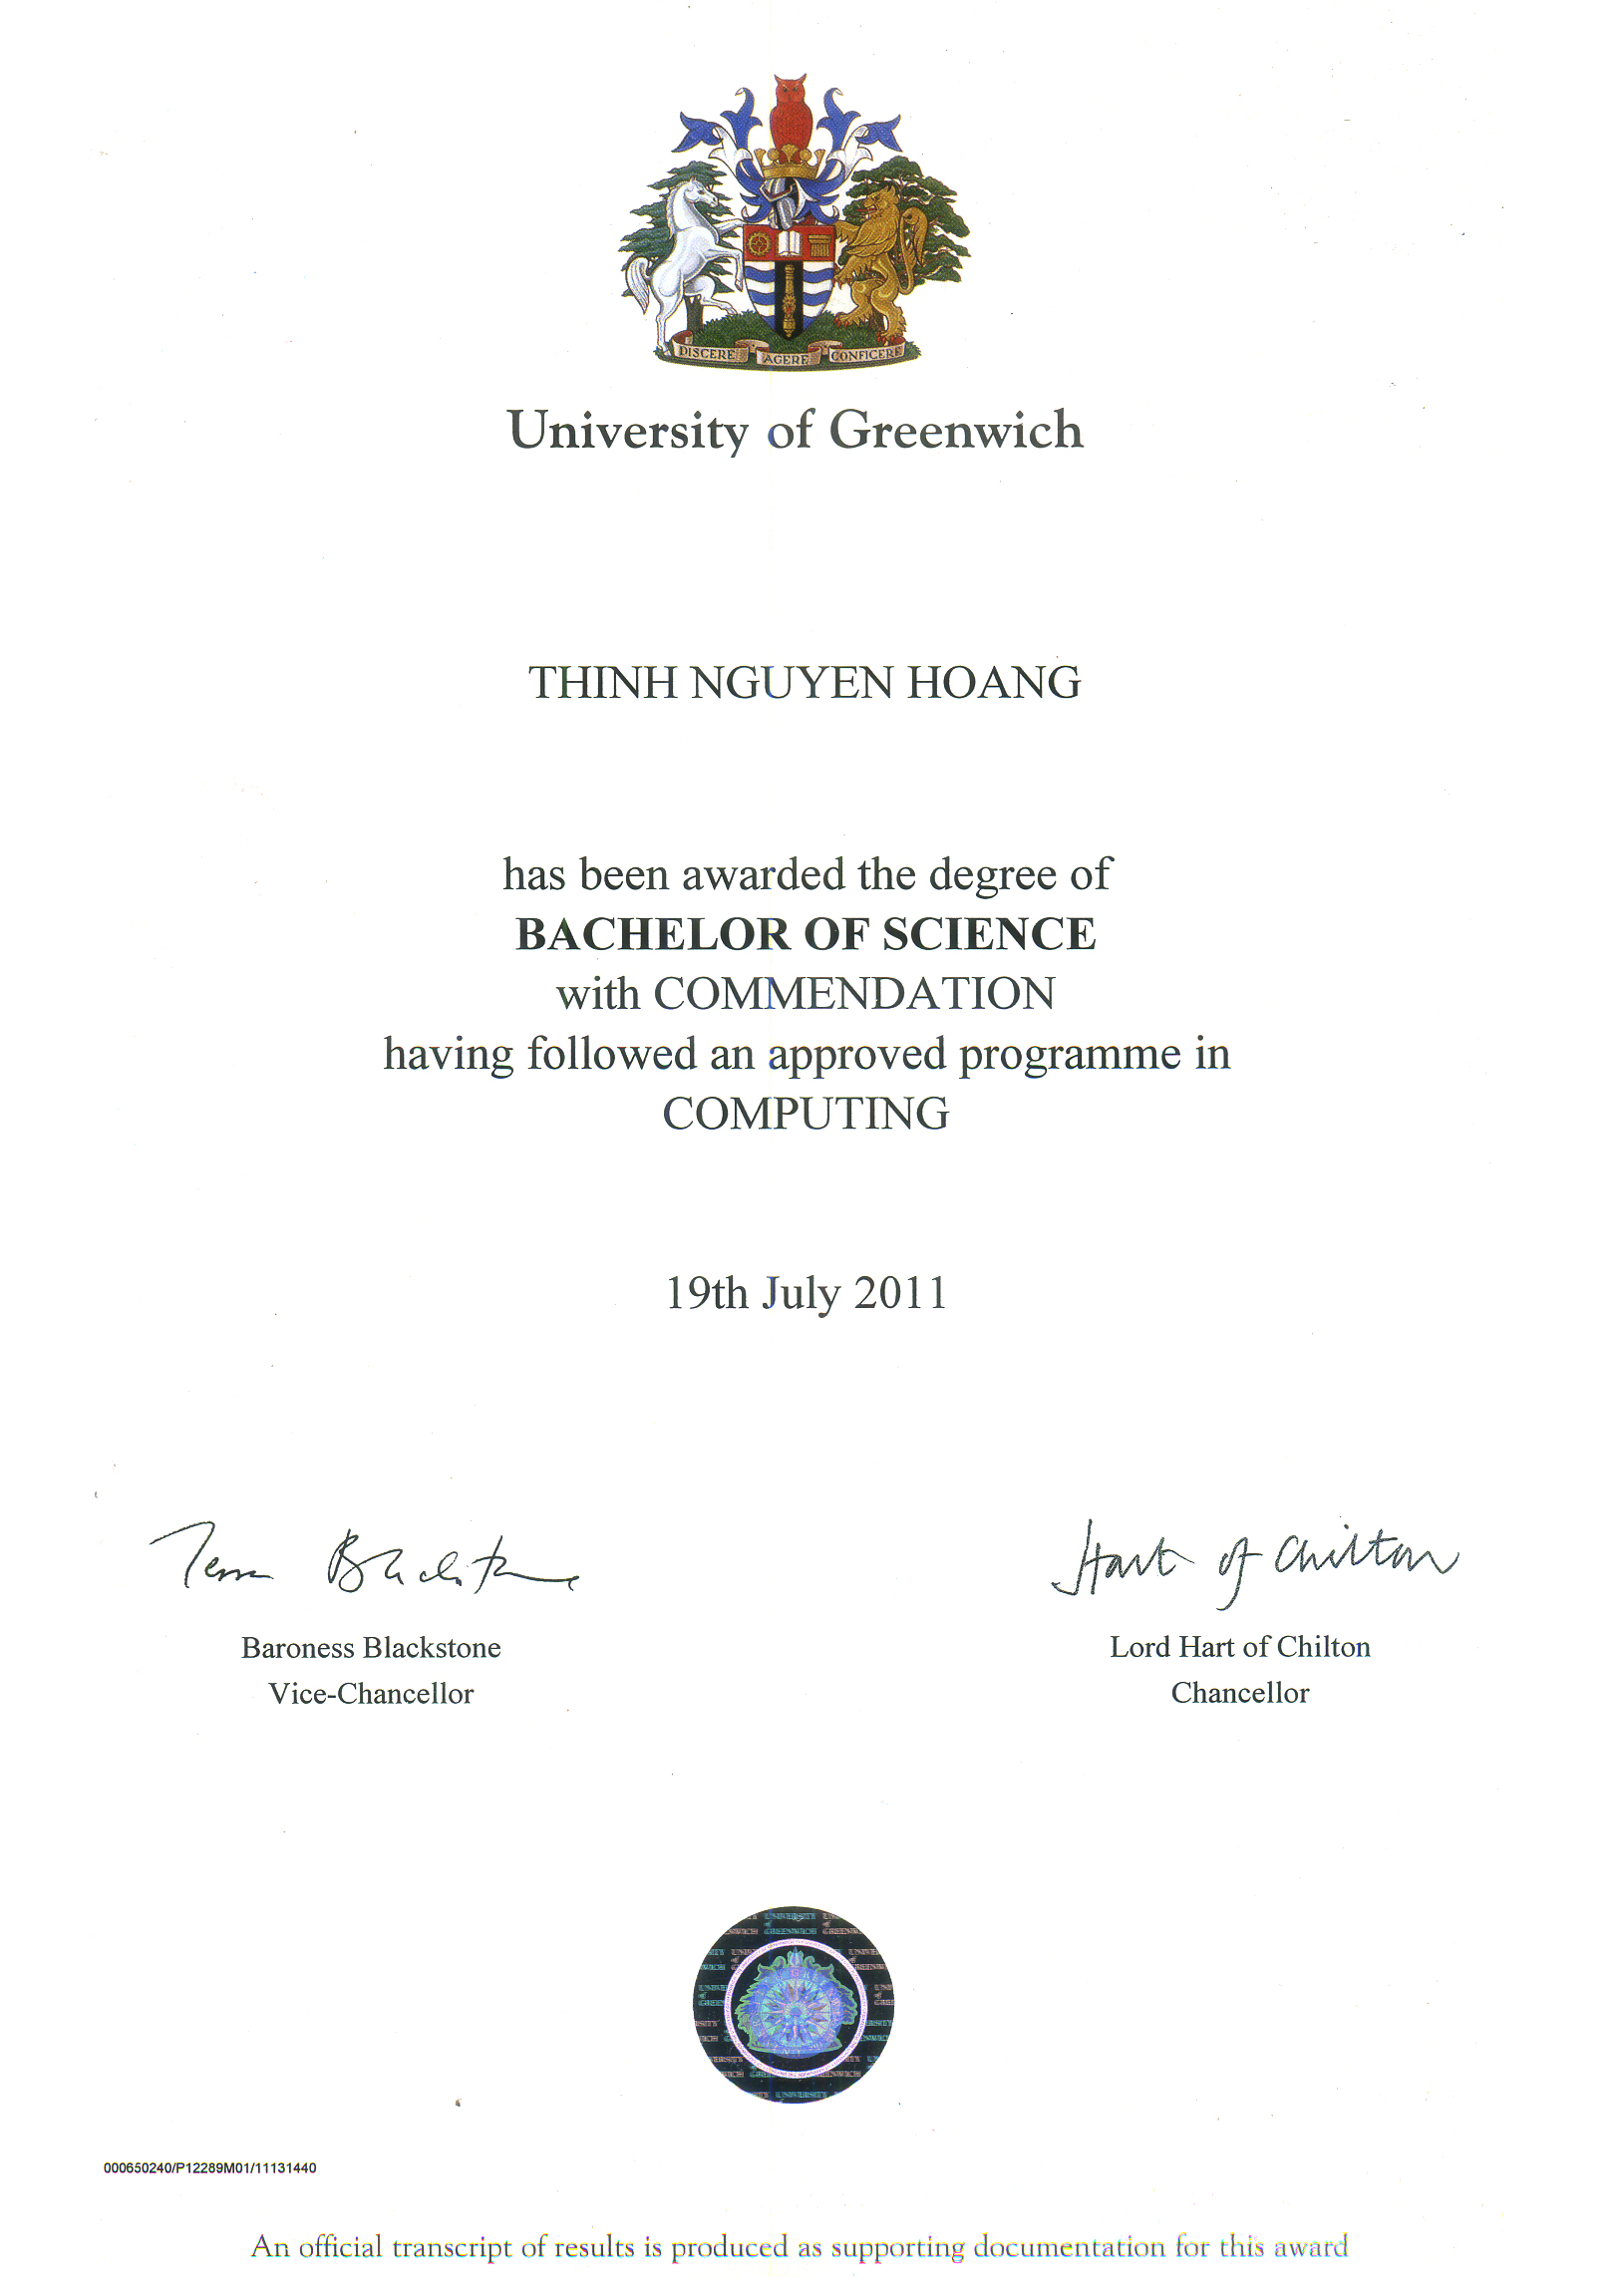 DISCERE AGERE CONFICERE
University of Greenwich
THINH NGUYEN HOANG
has been awarded the degree of
BACHELOR OF SCIENCE
with COMMENDATION
having followed an approved programme in
COMPUTING
19th July 2011
Hart of Chilton
Baroness Blackstone
Lord Hart of Chilton
Vice-Chancellor
Chancellor
UNIVERSITY
of
GREENWICH
000650240/P12289M01/11131440
An official transcript of results is produced as supporting documentation for this award